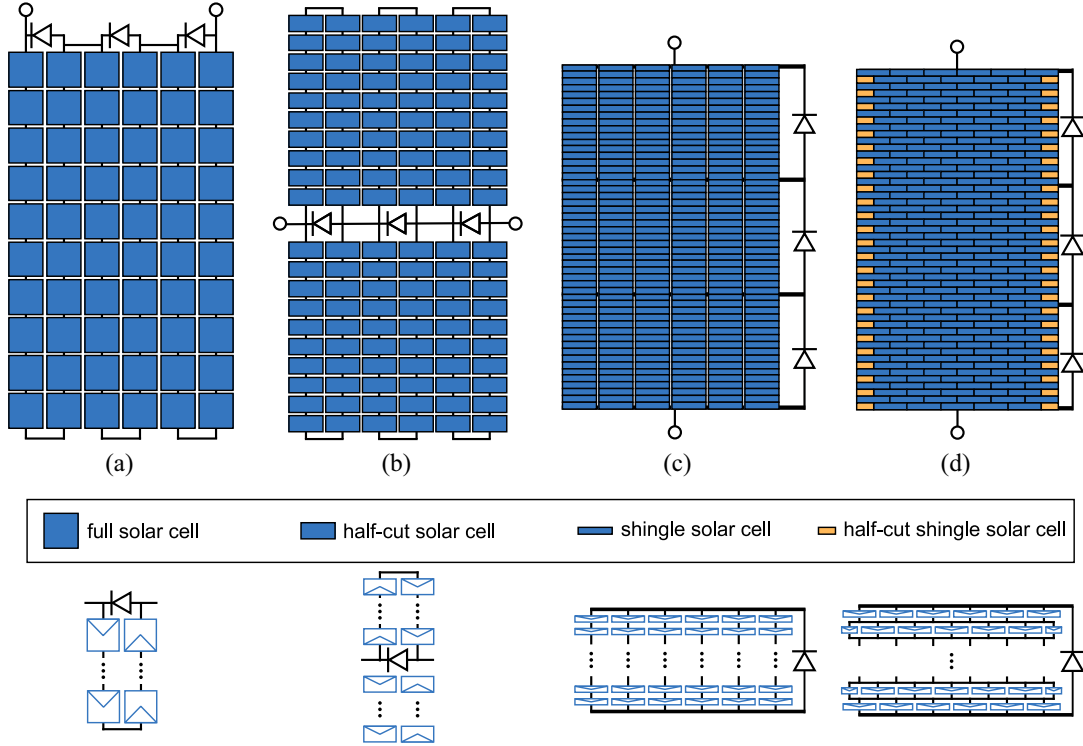 (a)
(b)
(c)
(d)
full solar cell
half-cut solar cell
shingle solar cell
half-cut shingle solar cell